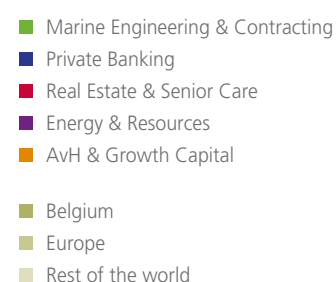 Marine Engineering & Contracting
Private Banking
Real Estate & Senior Care
Energy & Resources
AvH & Growth Capital
Belgium
Europe
Rest of the world